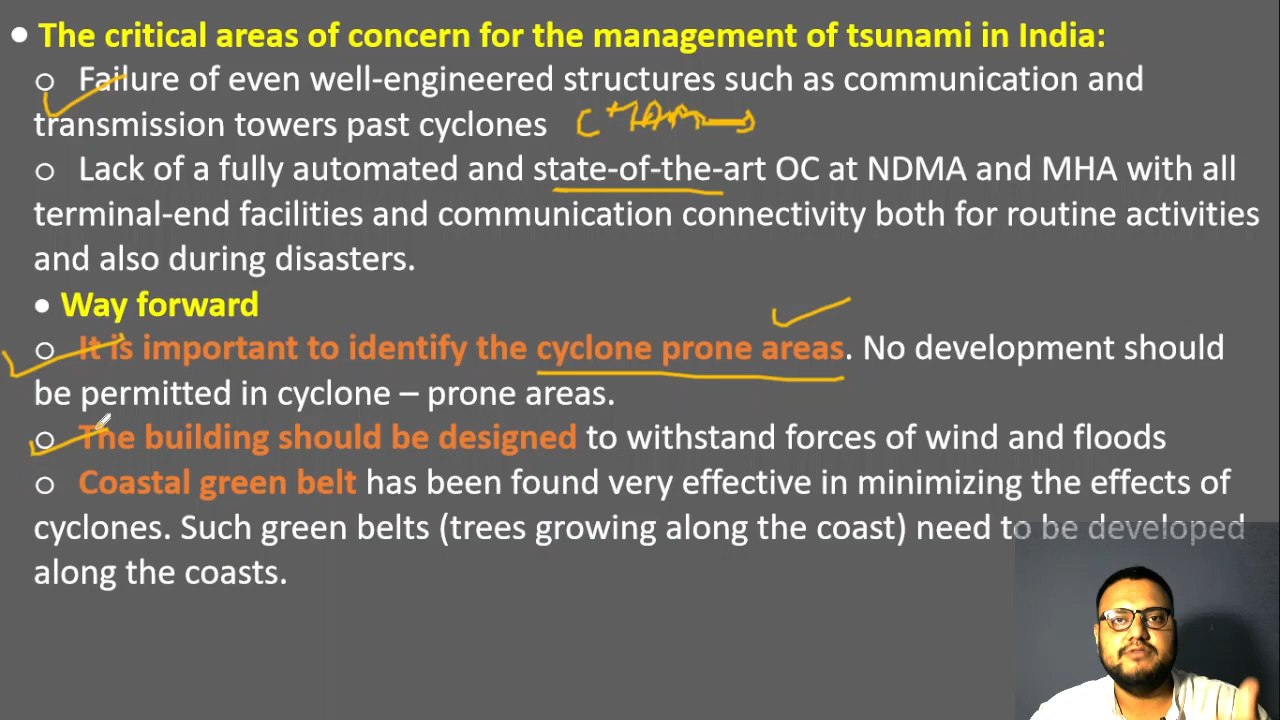 • The critical areas of concern for the management of tsunami in India:
o Failure of even well-engineered structures such as communication and
transmission towers past cyclones
o Lack of a fully automated and state-of-the-art OC at NDMA and MHA with all
terminal-end facilities and communication connectivity both for routine activities
and also during disasters.
• Way forward
o It is important to identify the cyclone prone areas. No development should
be permitted in cyclone – prone areas.
o The building should be designed to withstand forces of wind and floods
o Coastal green belt has been found very effective in minimizing the effects of
cyclones. Such green belts (trees growing along the coast) need to be developed
along the coasts.